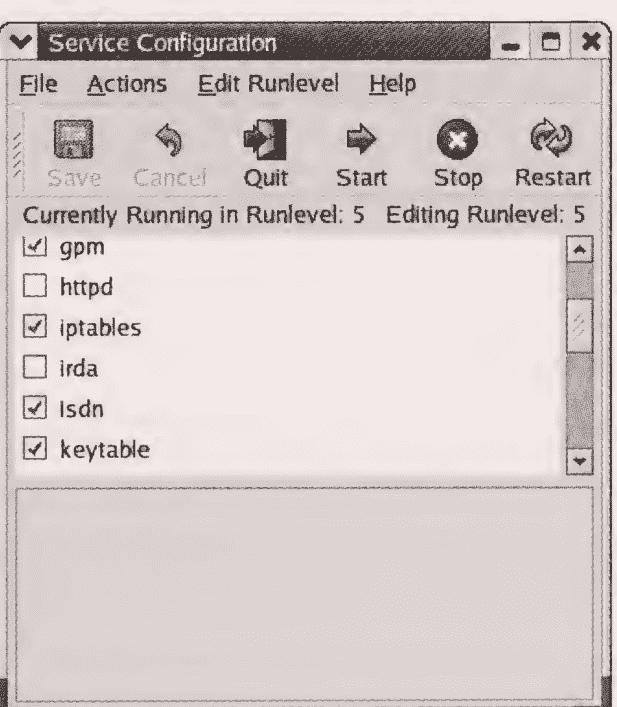 Service Configuration
File Actions Edit Runlevel Help
Save Cancel Quit Start Stop Restart
Currently Running in Runlevel: 5 Editing Runlevel: 5
gpm
httpd
iptables
irda
isdn
keytable